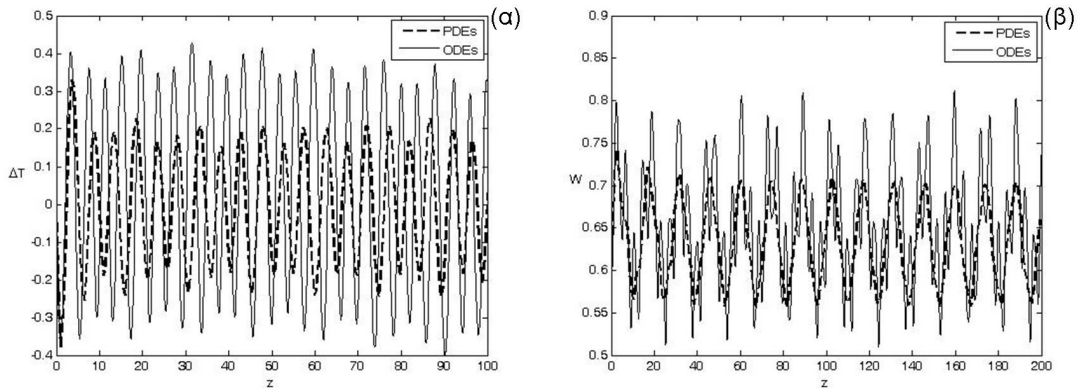 (α)
PDEs
ODEs
0.5
0.4
0.3
0.2
0.1
0
-0.1
-0.2
-0.3
-0.4
ΔT
0 10 20 30 40 50 60 70 80 90 100
z
(β)
PDEs
ODEs
0.9
0.85
0.8
0.75
0.7
0.65
0.6
0.55
0.5
W
0 20 40 60 80 100 120 140 160 180 200
z